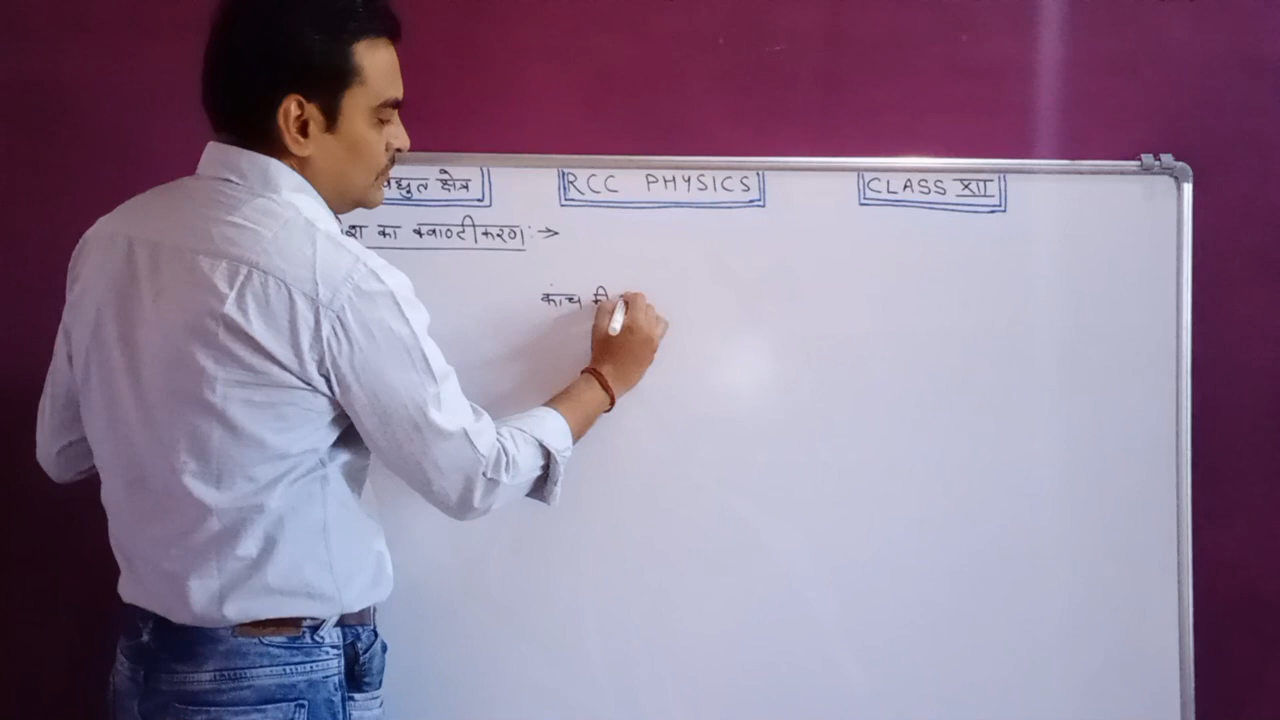 क्षेत्र RCC PHYSICS CLASS XII
का क्वाण्टीकरण :→
कांच की